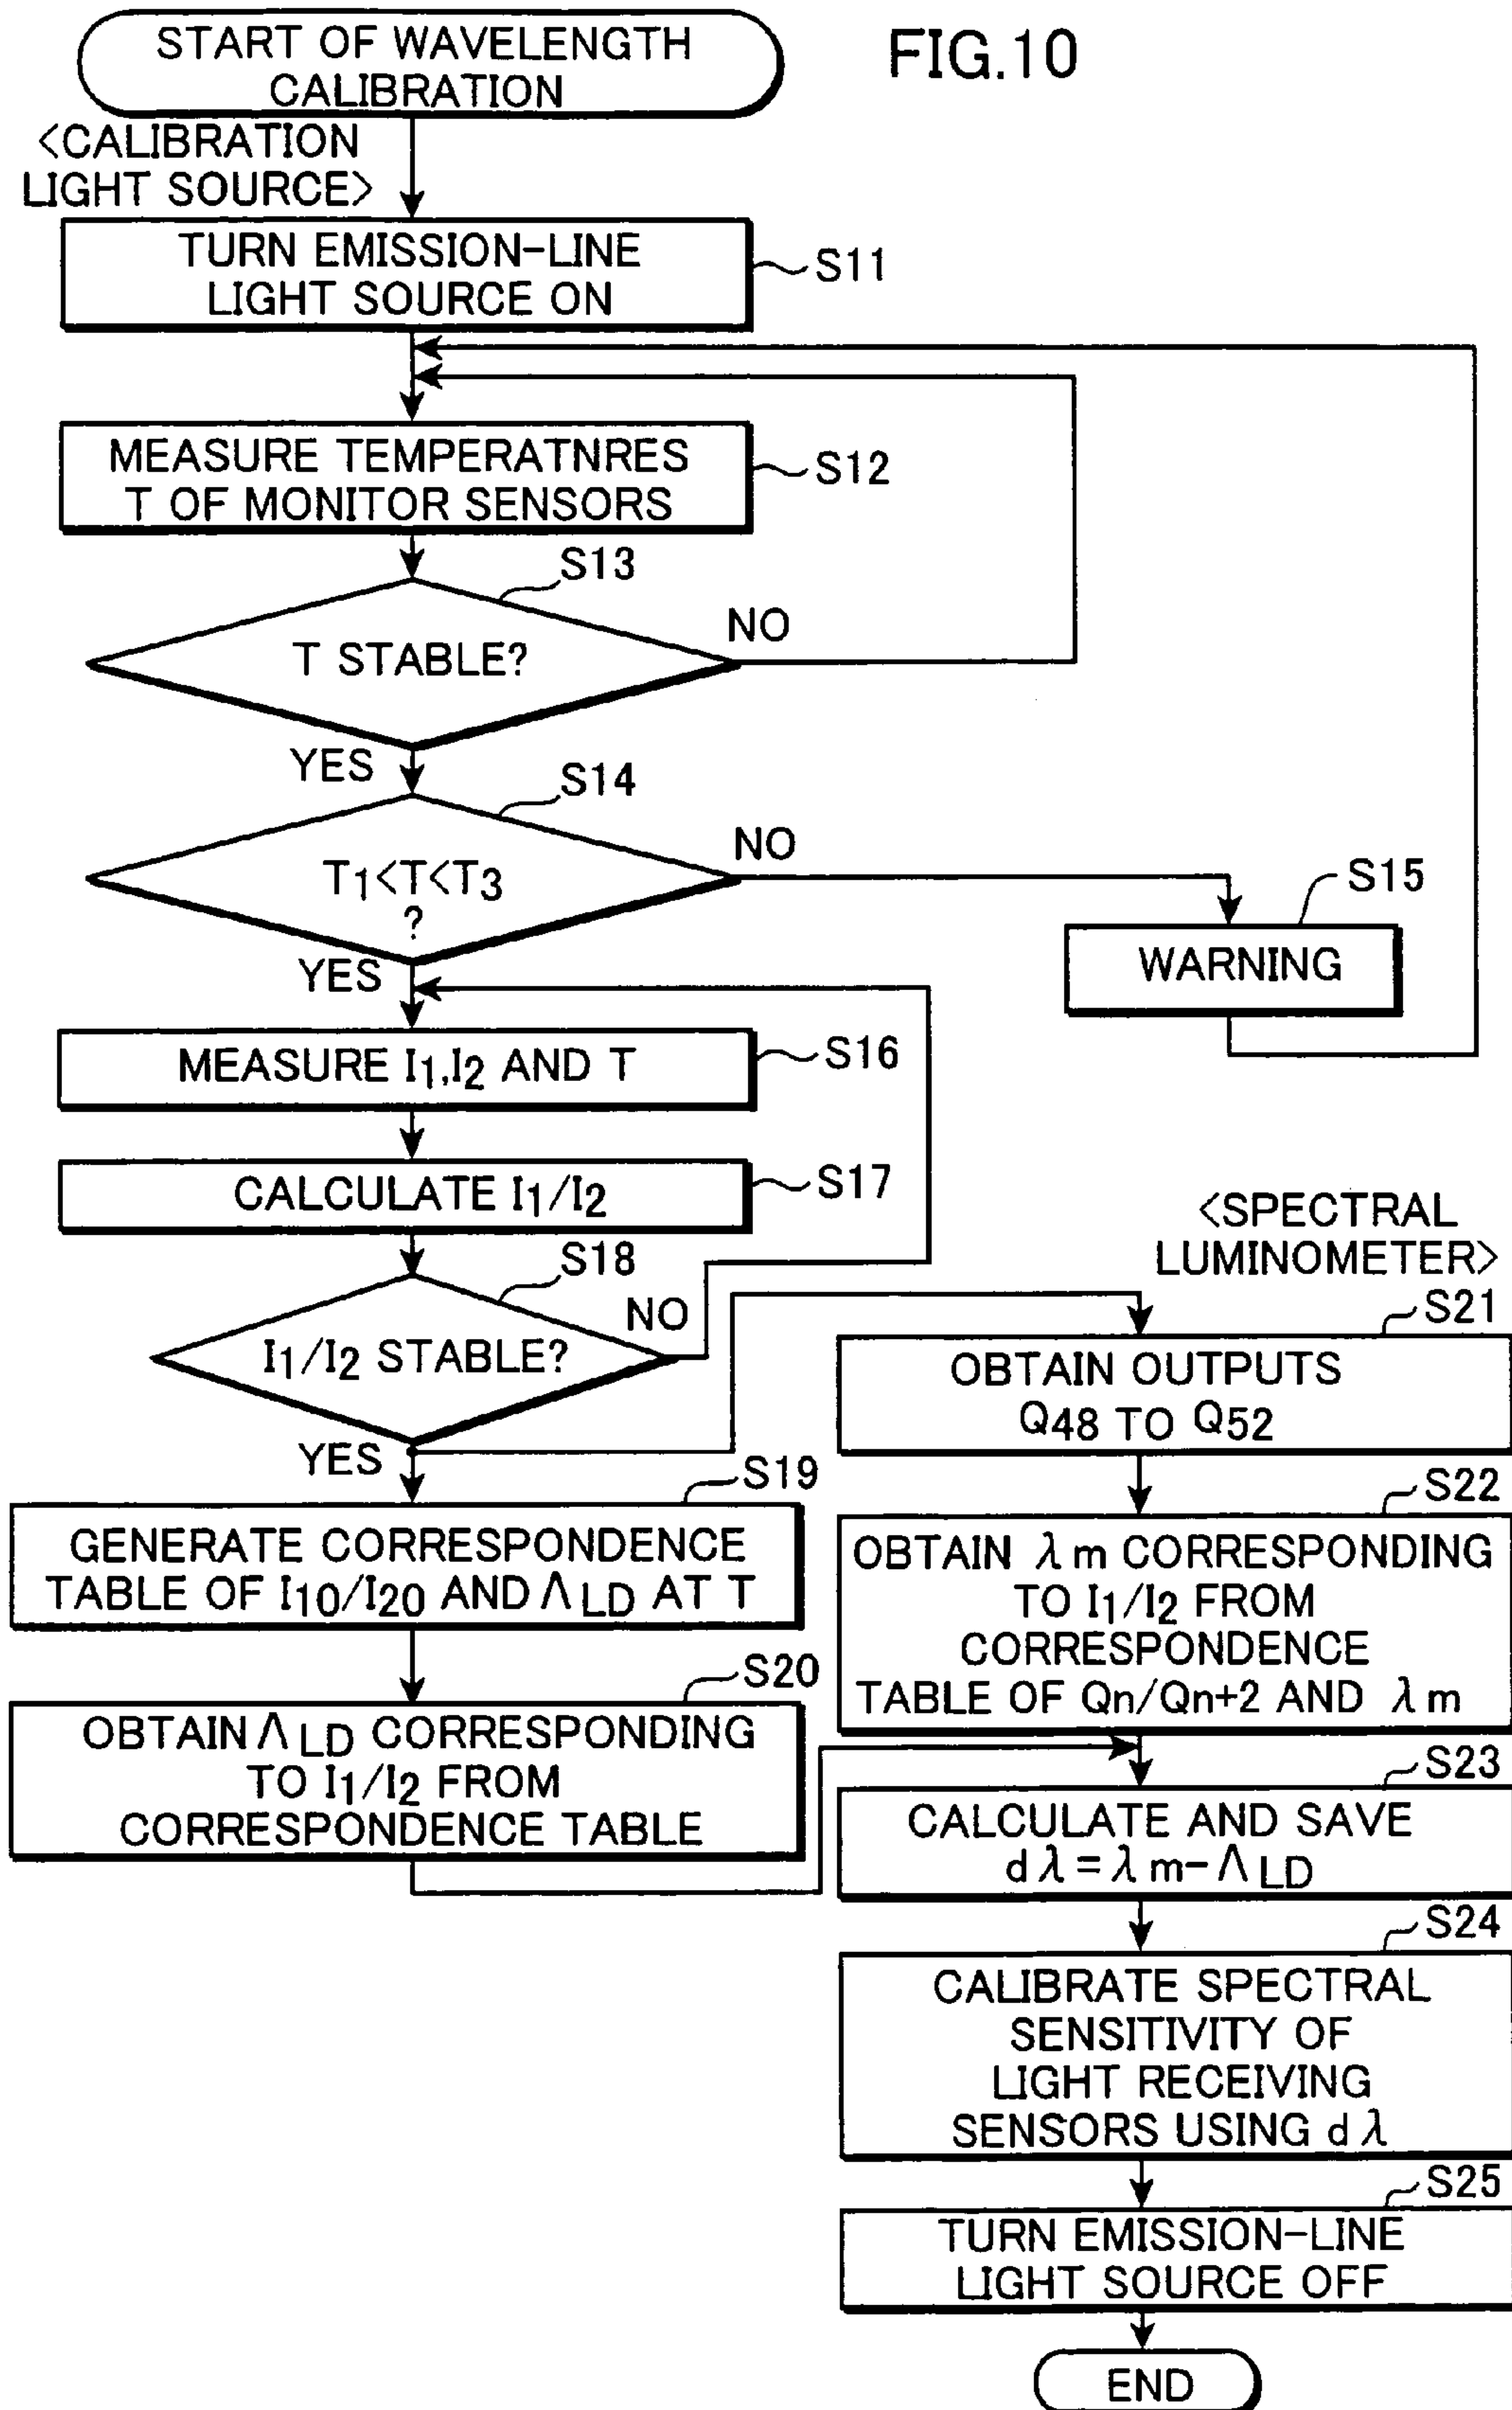 START OF WAVELENGTH
CALIBRATION
FIG.10
<CALIBRATION
LIGHT SOURCE>
TURN EMISSION-LINE
LIGHT SOURCE ON
S11
MEASURE TEMPERATNRES
T OF MONITOR SENSORS
S12
S13
T STABLE?
NO
YES
S14
T1<T<T3
?
NO
YES
S15
WARNING
MEASURE I1,I2 AND T
S16
CALCULATE I1/I2
S17
S18
I1/I2 STABLE?
NO
YES
S19
GENERATE CORRESPONDENCE
TABLE OF I10/I20 AND ΛLD AT T
S20
OBTAIN ΛLD CORRESPONDING
TO I1/I2 FROM
CORRESPONDENCE TABLE
<SPECTRAL
LUMINOMETER>
S21
OBTAIN OUTPUTS
Q48 TO Q52
S22
OBTAIN λm CORRESPONDING
TO I1/I2 FROM
CORRESPONDENCE
TABLE OF Qn/Qn+2 AND λm
S23
CALCULATE AND SAVE
dλ=λm-ΛLD
S24
CALIBRATE SPECTRAL
SENSITIVITY OF
LIGHT RECEIVING
SENSORS USING dλ
S25
TURN EMISSION-LINE
LIGHT SOURCE OFF
END